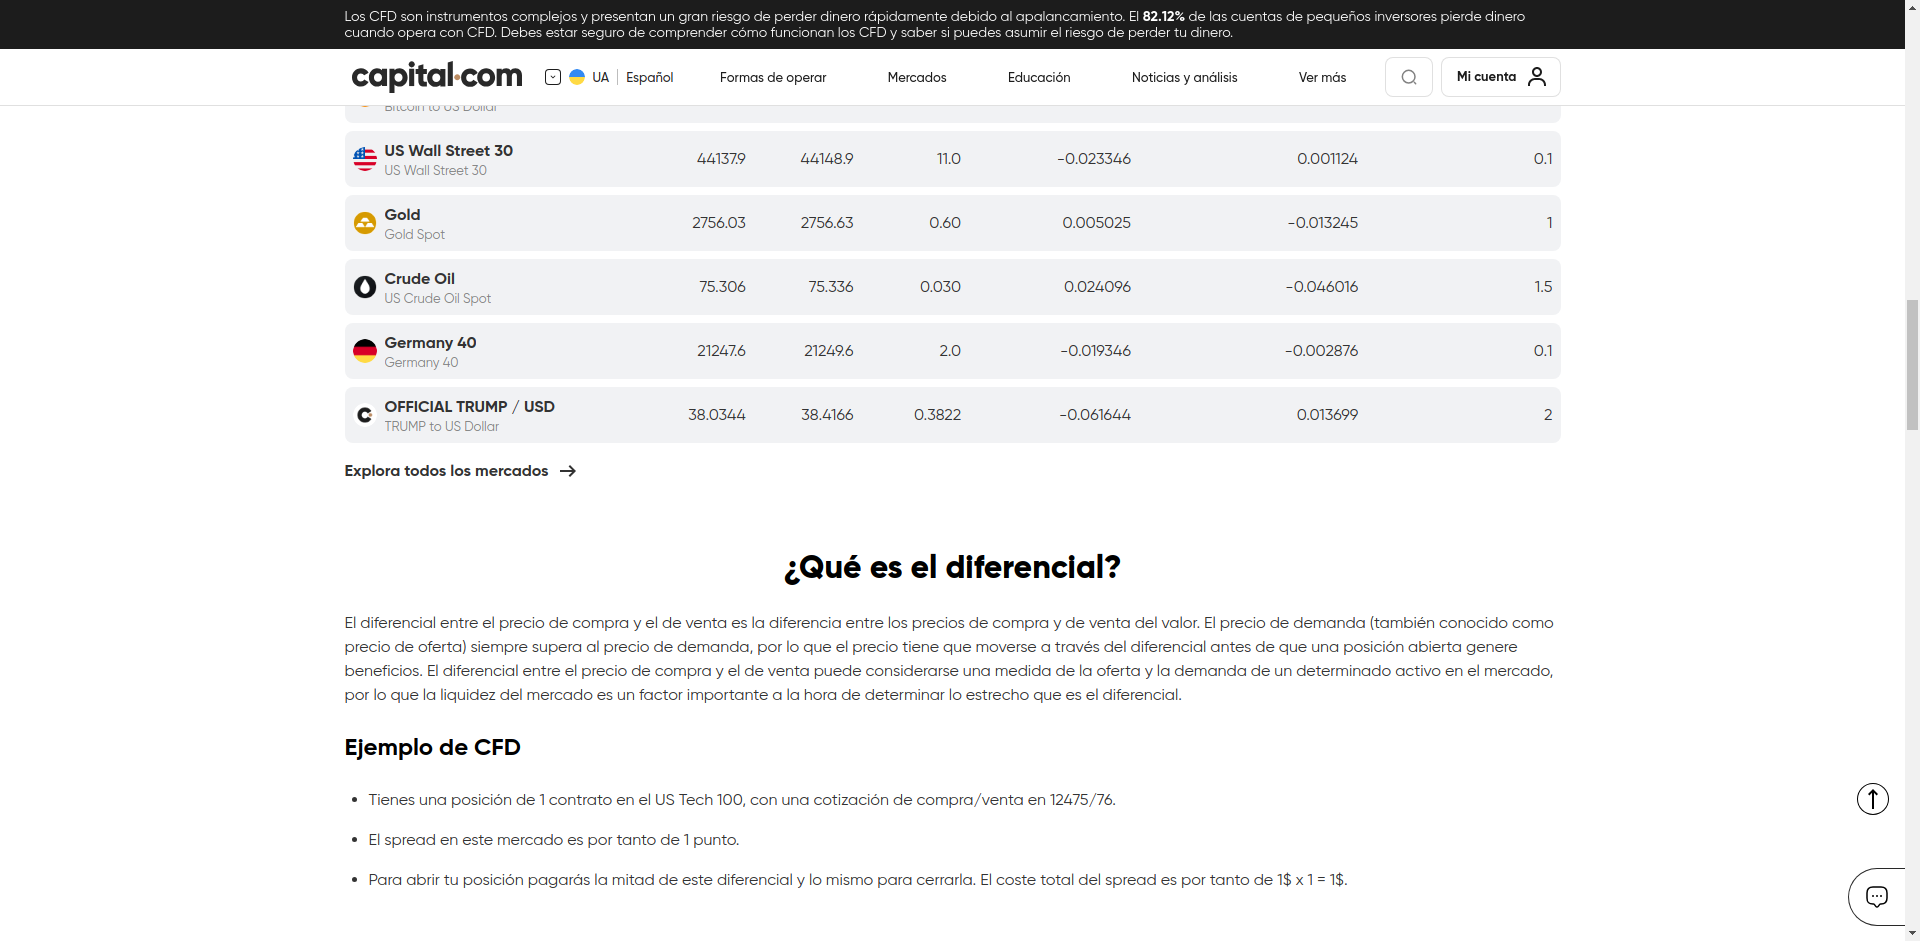 Los CFD son instrumentos complejos y presentan un gran riesgo de perder dinero rápidamente debido al apalancamiento. El 82.12% de las cuentas de pequeños inversores pierde dinero
cuando opera con CFD. Debes estar seguro de comprender cómo funcionan los CFD y saber si puedes asumir el riesgo de perder tu dinero.
capital.com UA Español Formas de operar Mercados Educación Noticias y análisis Ver más Mi cuenta
Bitcoin to US Dollar
US Wall Street 30
US Wall Street 30
44137.9 44148.9 11.0 -0.023346 0.001124 0.1
Gold
Gold Spot
2756.03 2756.63 0.60 0.005025 -0.013245 1
Crude Oil
US Crude Oil Spot
75.306 75.336 0.030 0.024096 -0.046016 1.5
Germany 40
Germany 40
21247.6 21249.6 2.0 -0.019346 -0.002876 0.1
OFFICIAL TRUMP / USD
TRUMP to US Dollar
38.0344 38.4166 0.3822 -0.061644 0.013699 2
Explora todos los mercados
¿Qué es el diferencial?
El diferencial entre el precio de compra y el de venta es la diferencia entre los precios de compra y de venta del valor. El precio de demanda (también conocido como
precio de oferta) siempre supera al precio de demanda, por lo que el precio tiene que moverse a través del diferencial antes de que una posición abierta genere
beneficios. El diferencial entre el precio de compra y el de venta puede considerarse una medida de la oferta y la demanda de un determinado activo en el mercado,
por lo que la liquidez del mercado es un factor importante a la hora de determinar lo estrecho que es el diferencial.
Ejemplo de CFD
• Tienes una posición de 1 contrato en el US Tech 100, con una cotización de compra/venta en 12475/76.
• El spread en este mercado es por tanto de 1 punto.
• Para abrir tu posición pagarás la mitad de este diferencial y lo mismo para cerrarla. El coste total del spread es por tanto de 1$ x 1 = 1$.